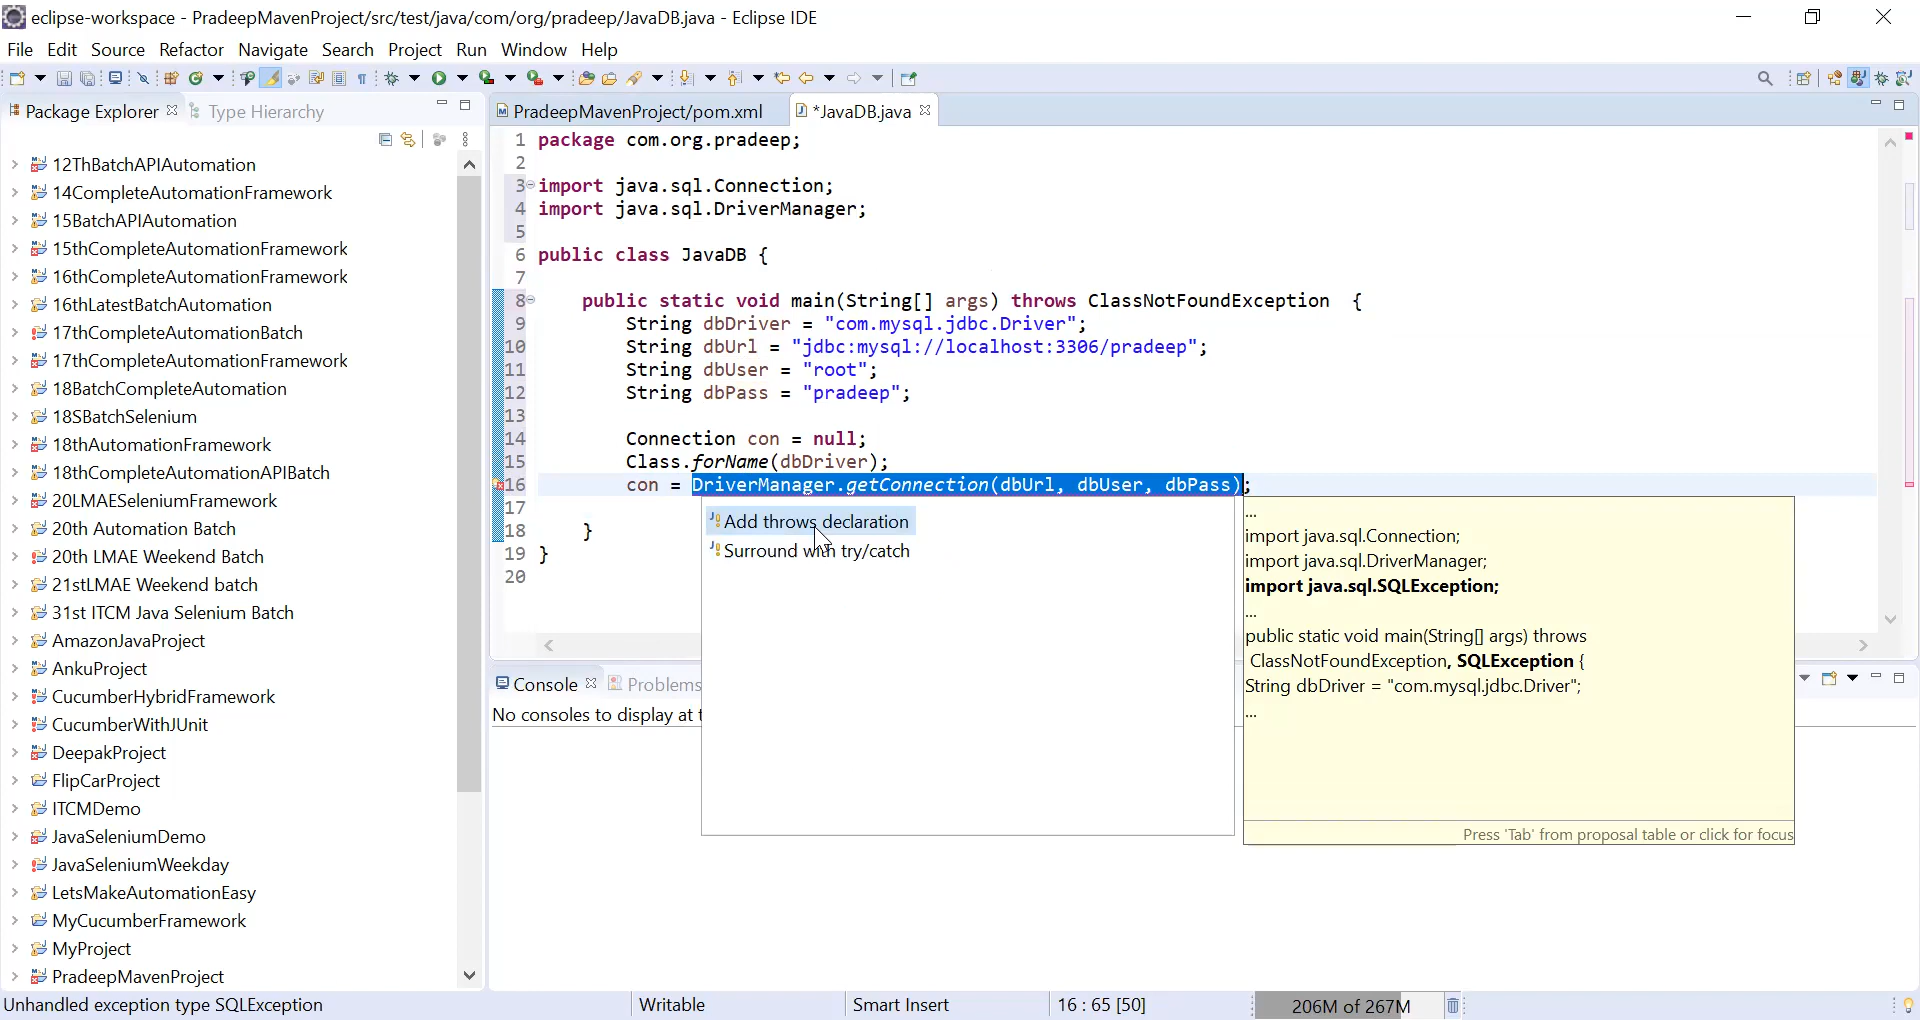 eclipse-workspace - PradeepMavenProject/src/test/java/com/org/pradeep/JavaDB.java - Eclipse IDE
File Edit Source Refactor Navigate Search Project Run Window Help
Package Explorer
Type Hierarchy
PradeepMavenProject/pom.xml
*JavaDB.java
12ThBatchAPIAutomation
14CompleteAutomationFramework
15BatchAPIAutomation
15thCompleteAutomationFramework
16thCompleteAutomationFramework
16thLatestBatchAutomation
17thCompleteAutomationBatch
17thCompleteAutomationFramework
18BatchCompleteAutomation
18SBatchSelenium
18thAutomationFramework
18thCompleteAutomationAPIBatch
20LMAESeleniumFramework
20th Automation Batch
20th LMAE Weekend Batch
21stLMAE Weekend batch
31st ITCM Java Selenium Batch
AmazonJavaProject
AnkuProject
CucumberHybridFramework
CucumberWithJUnit
DeepakProject
FlipCarProject
ITCMDemo
JavaSeleniumDemo
JavaSeleniumWeekday
LetsMakeAutomationEasy
MyCucumberFramework
MyProject
PradeepMavenProject
1 package com.org.pradeep;
2
3 import java.sql.Connection;
4 import java.sql.DriverManager;
5
6 public class JavaDB {
7
8 public static void main(String[] args) throws ClassNotFoundException {
9 String dbDriver = "com.mysql.jdbc.Driver";
10 String dbUrl = "jdbc:mysql://localhost:3306/pradeep";
11 String dbUser = "root";
12 String dbPass = "pradeep";
13
14 Connection con = null;
15 Class.forName(dbDriver);
16 con = DriverManager.getConnection(dbUrl, dbUser, dbPass);
17
18 }
19 }
20
Add throws declaration
Surround with try/catch
...
import java.sql.Connection;
import java.sql.DriverManager;
import java.sql.SQLException;
...
public static void main(String[] args) throws
ClassNotFoundException, SQLException {
String dbDriver = "com.mysql.jdbc.Driver";
...
Press 'Tab' from proposal table or click for focus
Console
Problems
No consoles to display at t
Unhandled exception type SQLException
Writable
Smart Insert
16 : 65 [50]
206M of 267M